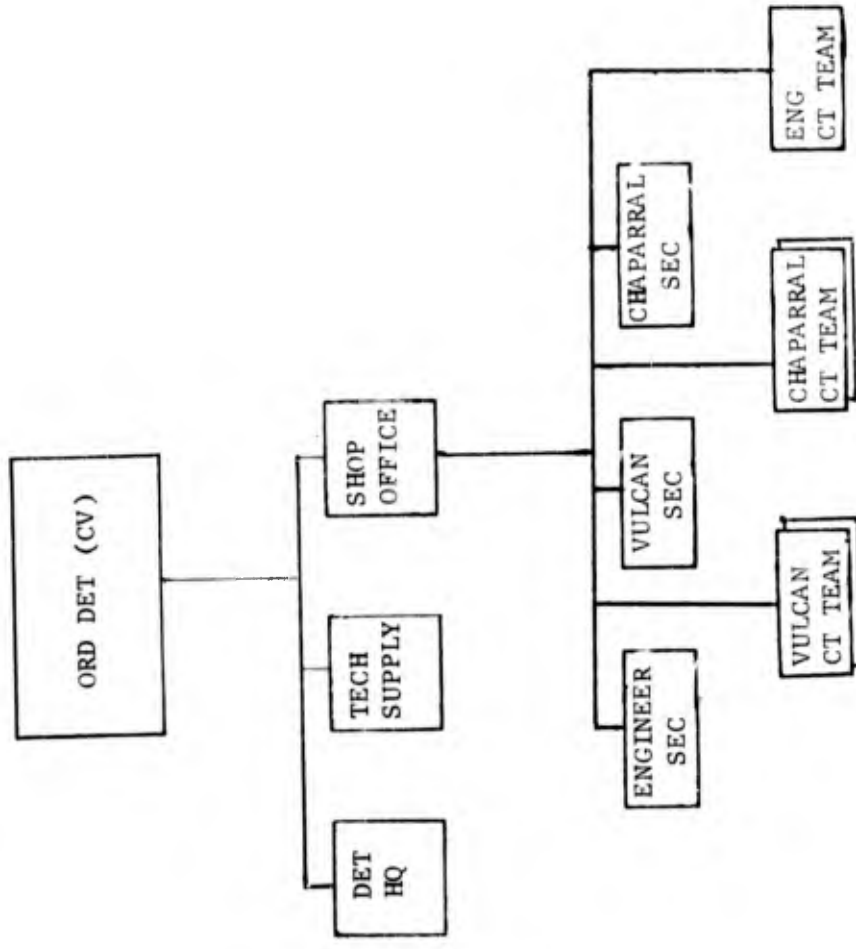 ORD DET (CV)
DET
HQ
TECH
SUPPLY
SHOP
OFFICE
ENGINEER
SEC
VULCAN
SEC
CHAPARRAL
SEC
VULCAN
CT TEAM
CHAPARRAL
CT TEAM
ENG
CT TEAM